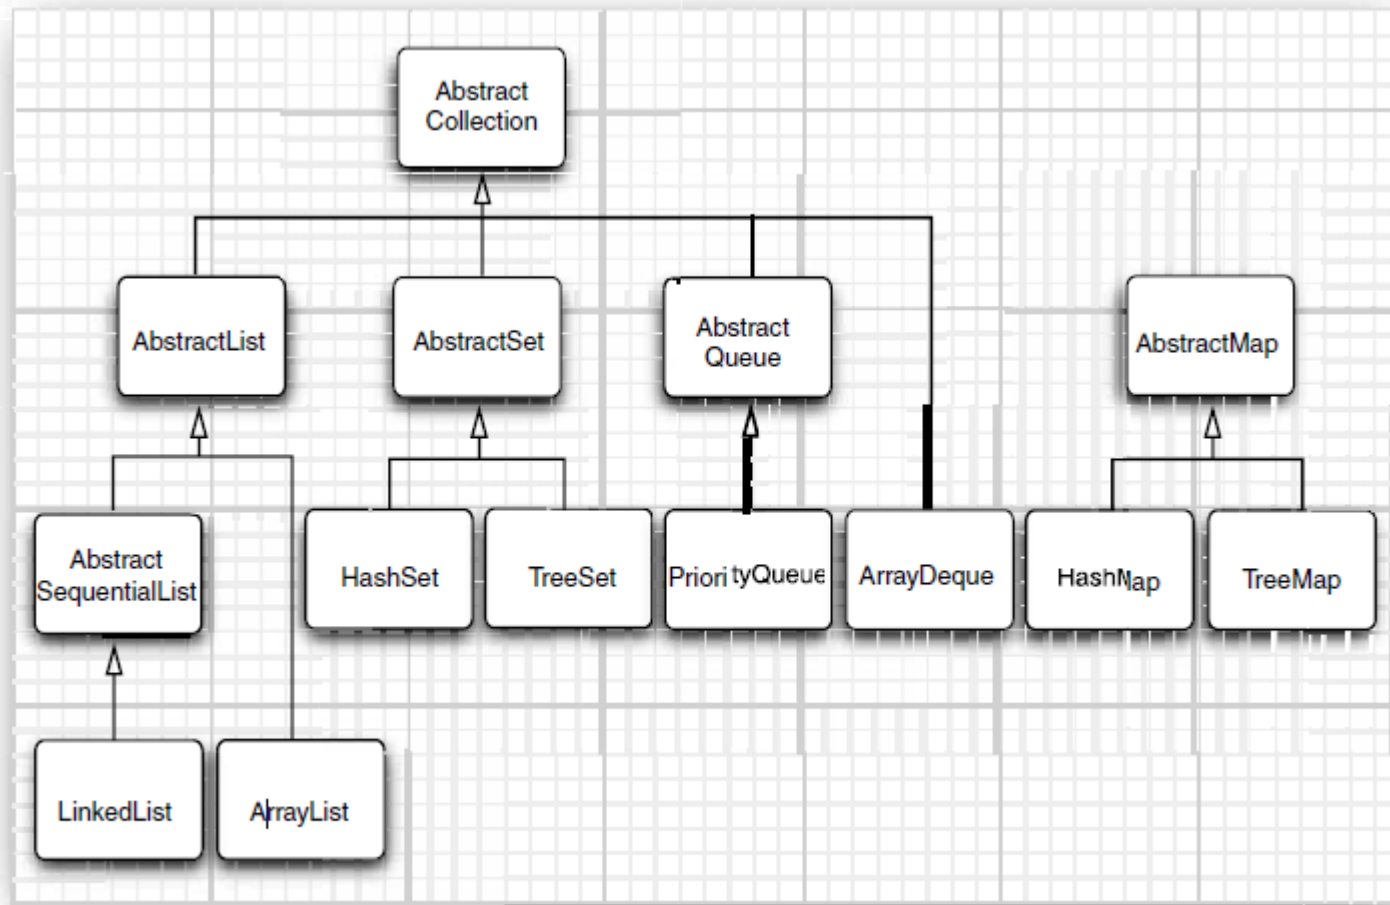 Abstract
Collection
AbstractList
AbstractSet
Abstract
Queue
AbstractMap
Abstract
SequentialList
HashSet
TreeSet
PriorityQueue
ArrayDeque
HashMap
TreeMap
LinkedList
ArrayList